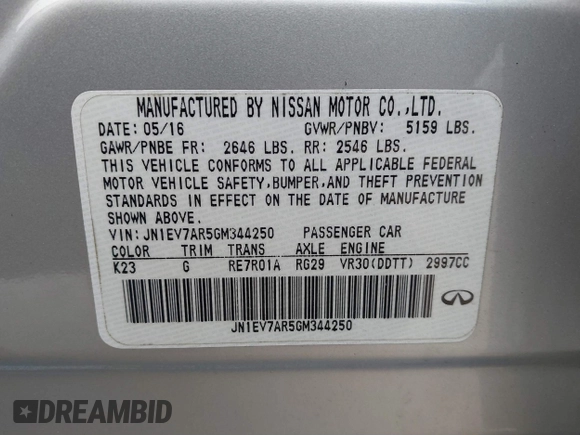 MANUFACTURED BY NISSAN MOTOR CO.,LTD.
DATE: 05/16 GVWR/PNBV: 5159 LBS.
GAWR/PNBE FR: 2646 LBS. RR: 2546 LBS.
THIS VEHICLE CONFORMS TO ALL APPLICABLE FEDERAL
MOTOR VEHICLE SAFETY,BUMPER,AND THEFT PREVENTION
STANDARDS IN EFFECT ON THE DATE OF MANUFACTURE
SHOWN ABOVE.
VIN: JN1EV7AR5GM344250 PASSENGER CAR
COLOR TRIM TRANS AXLE ENGINE
K23 G RE7R01A RG29 VR30(DDTT) 2997CC
JN1EV7AR5GM344250
DREAMBID